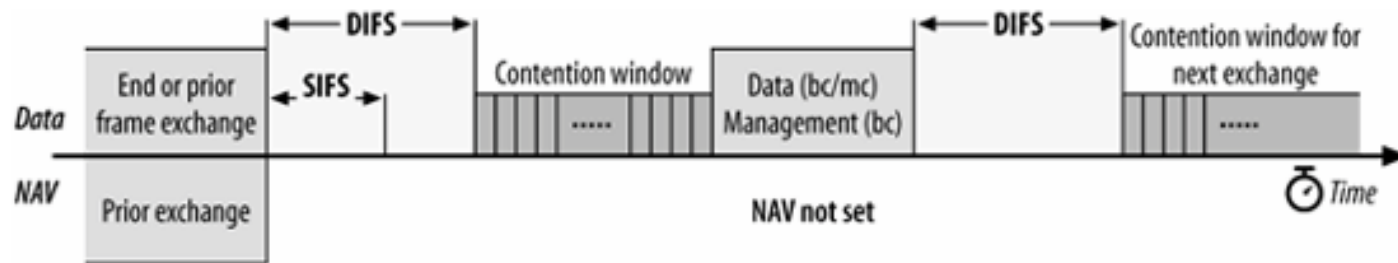 DIFS
DIFS
Contention window for
next exchange
End or prior
frame exchange
SIFS
Contention window
Data (bc/mc)
Management (bc)
.....
.....
Data
NAV
Prior exchange
NAV not set
Time